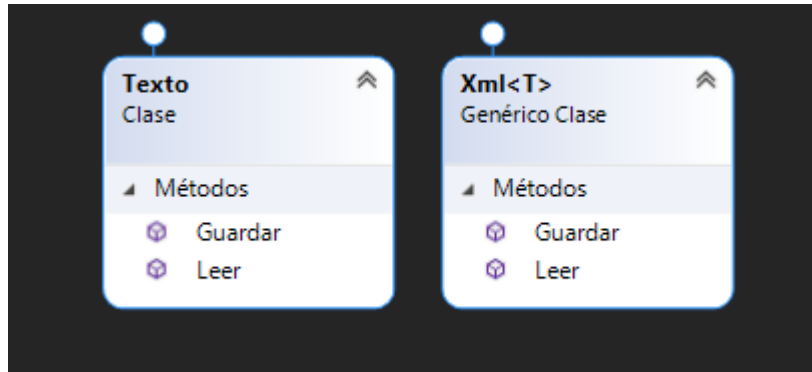 Texto
Clase
Métodos
Guardar
Leer
Xml<T>
Genérico Clase
Métodos
Guardar
Leer